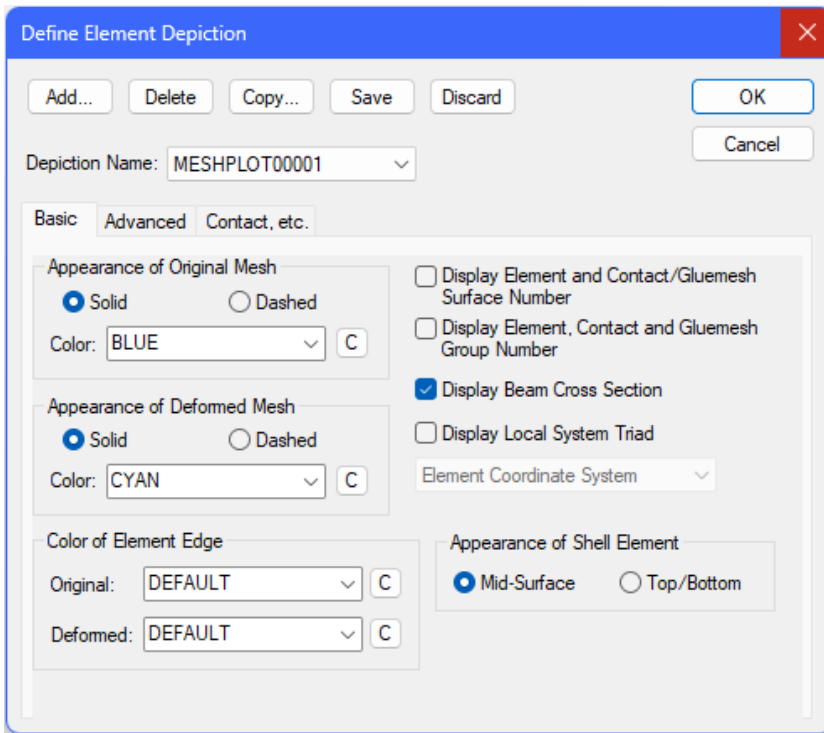 Define Element Depiction
Add... Delete Copy... Save Discard OK
Cancel
Depiction Name: MESHPLOT00001
Basic Advanced Contact, etc.
Appearance of Original Mesh
Solid Dashed
Color: BLUE C
Appearance of Deformed Mesh
Solid Dashed
Color: CYAN C
Color of Element Edge
Original: DEFAULT C
Deformed: DEFAULT C
Display Element and Contact/Gluemesh
Surface Number
Display Element, Contact and Gluemesh
Group Number
Display Beam Cross Section
Display Local System Triad
Element Coordinate System
Appearance of Shell Element
Mid-Surface Top/Bottom